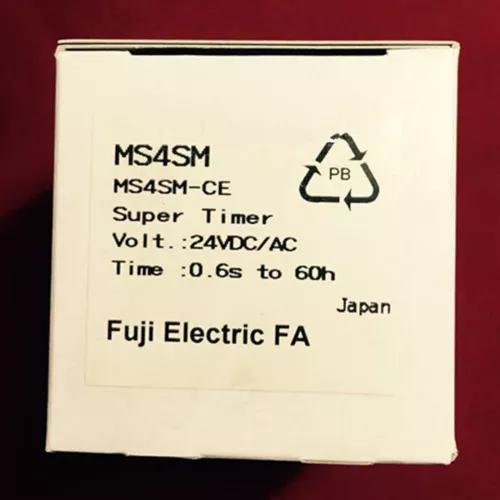 MS4SM
MS4SM-CE
PB
Super Timer
Volt.:24VDC/AC
Time :0.6s to 60h
Japan
Fuji Electric FA